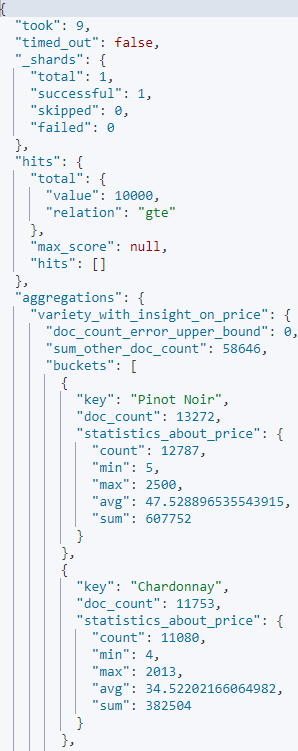 {
  "took": 9,
  "timed_out": false,
  "_shards": {
    "total": 1,
    "successful": 1,
    "skipped": 0,
    "failed": 0
  },
  "hits": {
    "total": {
      "value": 10000,
      "relation": "gte"
    },
    "max_score": null,
    "hits": []
  },
  "aggregations": {
    "variety_with_insight_on_price": {
      "doc_count_error_upper_bound": 0,
      "sum_other_doc_count": 58646,
      "buckets": [
        {
          "key": "Pinot Noir",
          "doc_count": 13272,
          "statistics_about_price": {
            "count": 12787,
            "min": 5,
            "max": 2500,
            "avg": 47.528896535543915,
            "sum": 607752
          }
        },
        {
          "key": "Chardonnay",
          "doc_count": 11753,
          "statistics_about_price": {
            "count": 11080,
            "min": 4,
            "max": 2013,
            "avg": 34.52202166064982,
            "sum": 382504
          }
        },